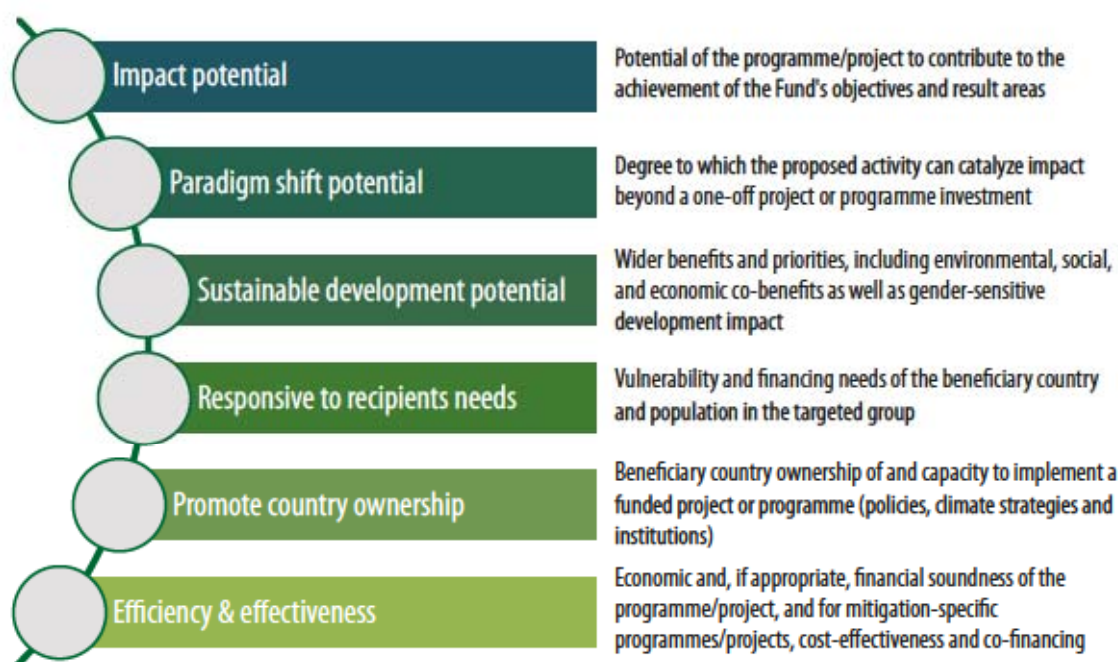 Impact potential
Potential of the programme/project to contribute to the
achievement of the Fund's objectives and result areas
Paradigm shift potential
Degree to which the proposed activity can catalyze impact
beyond a one-off project or programme investment
Sustainable development potential
Wider benefits and priorities, including environmental, social,
and economic co-benefits as well as gender-sensitive
development impact
Responsive to recipients needs
Vulnerability and financing needs of the beneficiary country
and population in the targeted group
Promote country ownership
Beneficiary country ownership of and capacity to implement a
funded project or programme (policies, climate strategies and
institutions)
Efficiency & effectiveness
Economic and, if appropriate, financial soundness of the
programme/project, and for mitigation-specific
programmes/projects, cost-effectiveness and co-financing